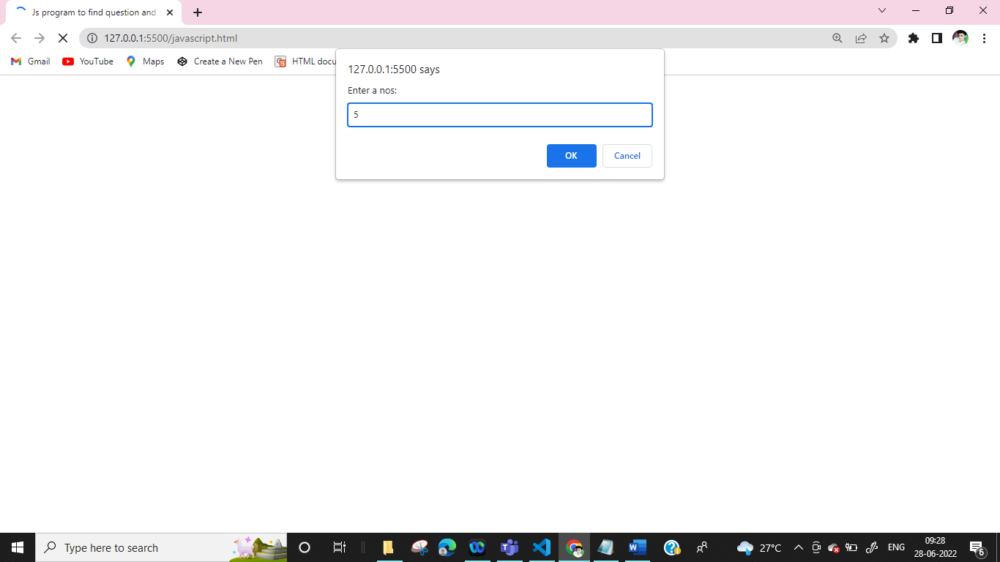 Js program to find question and
127.0.0.1:5500/javascript.html
Gmail
YouTube
Maps
Create a New Pen
HTML docu
127.0.0.1:5500 says
Enter a nos:
5
OK
Cancel
Type here to search
27°C
ENG
09:28
28-06-2022
6